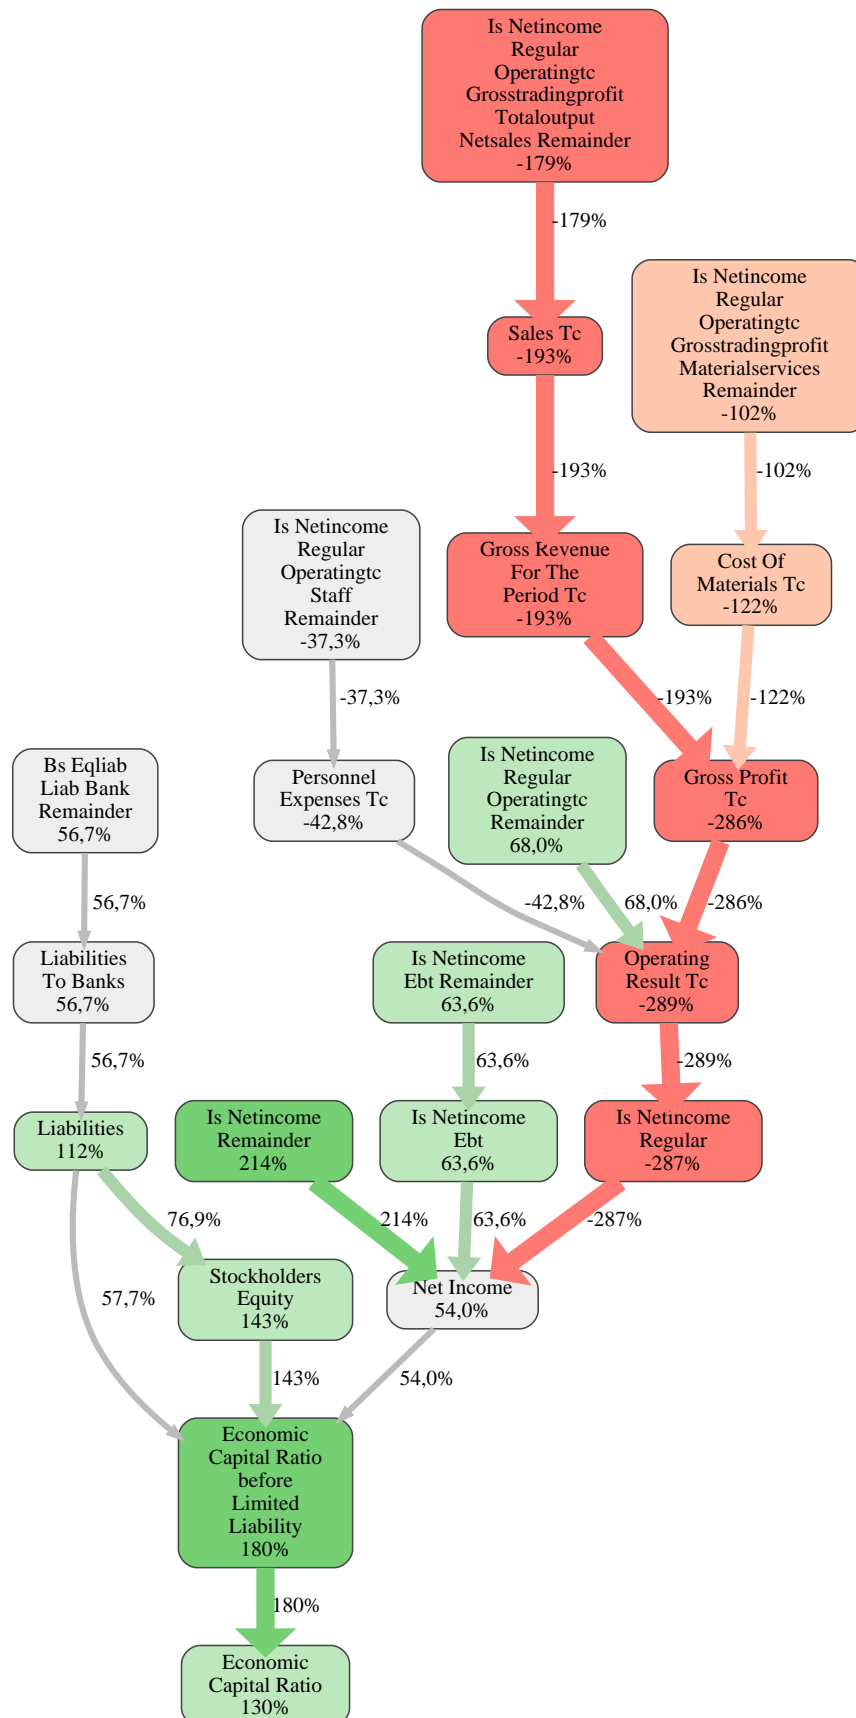 Is Netincome
Regular
Operatingtc
Grosstradingprofit
Totaloutput
Netsales Remainder
-179%
-179%
Is Netincome
Regular
Operatingtc
Grosstradingprofit
Materialservices
Remainder
-102%
Sales Tc
-193%
-193%
-102%
Is Netincome
Regular
Operatingtc
Staff
Remainder
-37,3%
Gross Revenue
For The
Period Tc
-193%
Cost Of
Materials Tc
-122%
-37,3%
-193%
-122%
Bs Eqliab
Liab Bank
Remainder
56,7%
Personnel
Expenses Tc
-42,8%
Is Netincome
Regular
Operatingtc
Remainder
68,0%
Gross Profit
Tc
-286%
56,7%
-42,8%
68,0%
-286%
Liabilities
To Banks
56,7%
Is Netincome
Ebt Remainder
63,6%
Operating
Result Tc
-289%
56,7%
63,6%
-289%
Liabilities
112%
Is Netincome
Remainder
214%
Is Netincome
Ebt
63,6%
Is Netincome
Regular
-287%
76,9%
214%
63,6%
-287%
57,7%
Stockholders
Equity
143%
Net Income
54,0%
143%
54,0%
Economic
Capital Ratio
before
Limited
Liability
180%
180%
Economic
Capital Ratio
130%